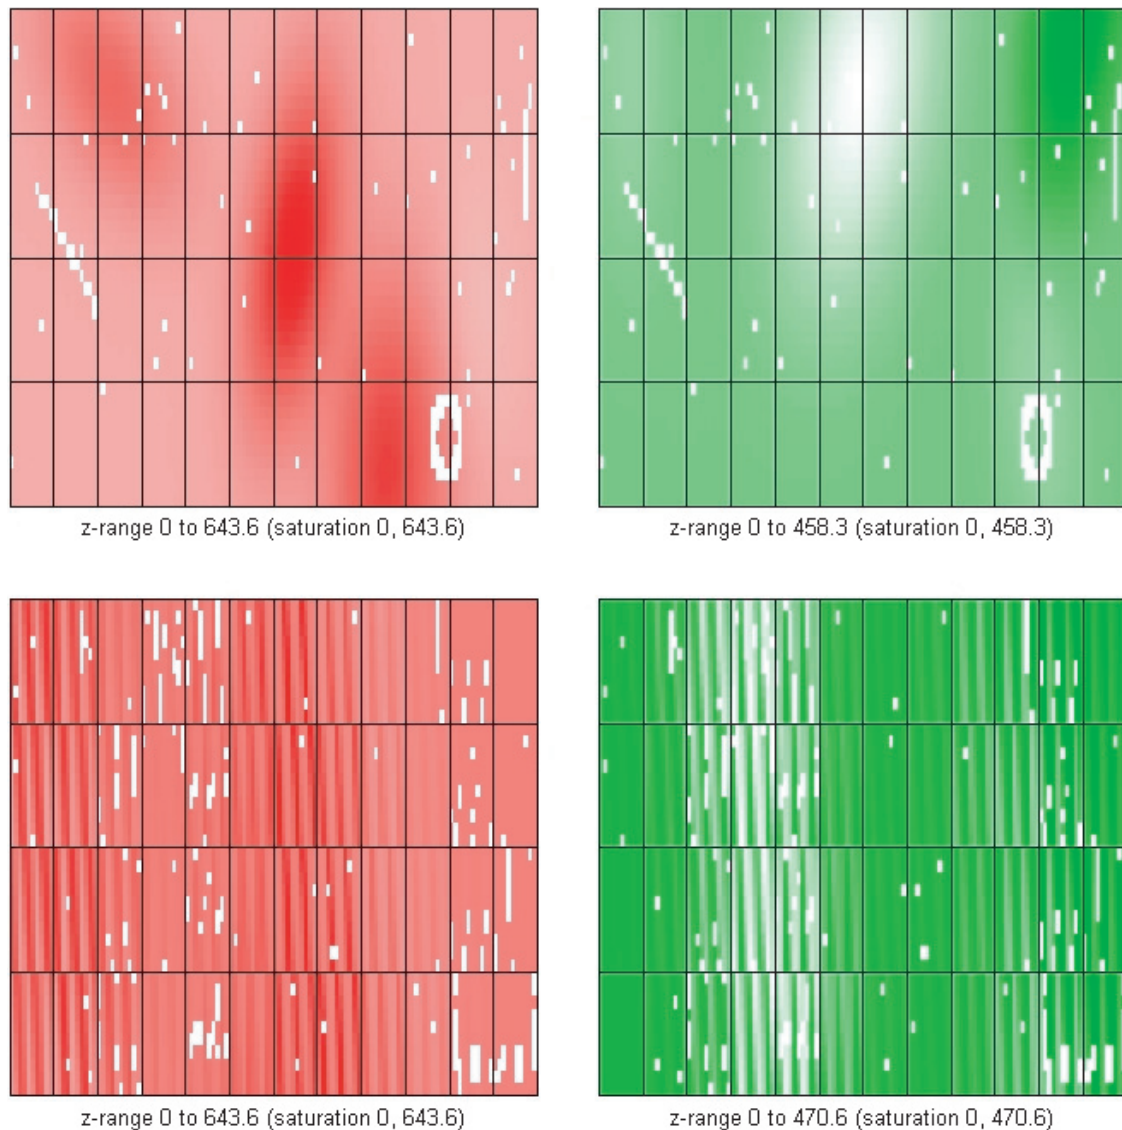 z-range 0 to 643.6 (saturation 0, 643.6)
z-range 0 to 458.3 (saturation 0, 458.3)
z-range 0 to 643.6 (saturation 0, 643.6)
z-range 0 to 470.6 (saturation 0, 470.6)